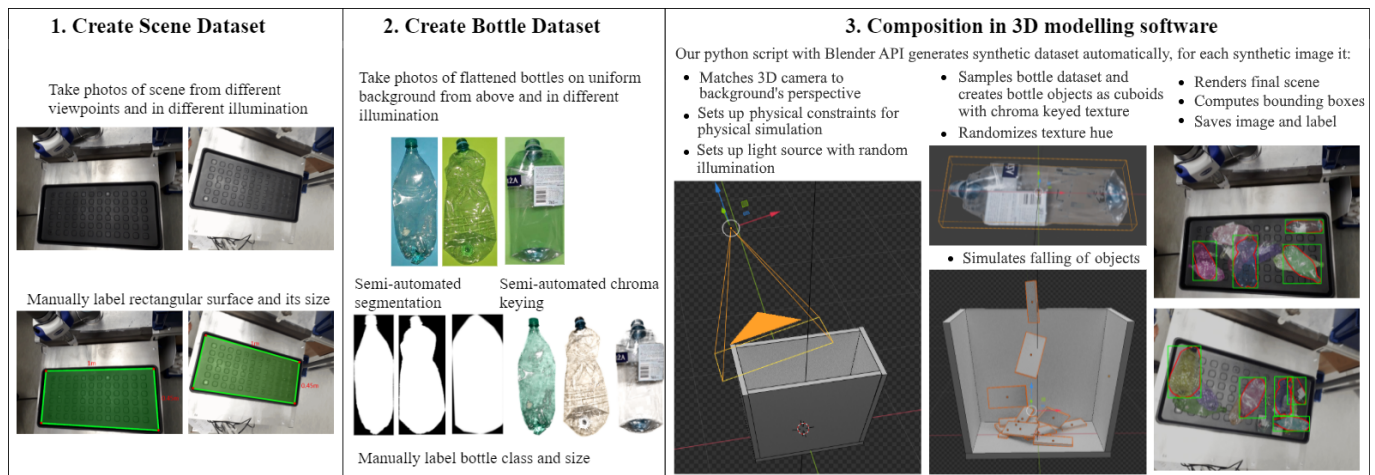 1. Create Scene Dataset
Take photos of scene from different
viewpoints and in different illumination
Manually label rectangular surface and its size
1m
0.45m
2. Create Bottle Dataset
Take photos of flattened bottles on uniform
background from above and in different
illumination
Semi-automated
segmentation
Semi-automated chroma
keying
Manually label bottle class and size
3. Composition in 3D modelling software
Our python script with Blender API generates synthetic dataset automatically, for each synthetic image it:
• Matches 3D camera to
background's perspective
• Sets up physical constraints for
physical simulation
• Sets up light source with random
illumination
• Samples bottle dataset and
creates bottle objects as cuboids
with chroma keyed texture
• Randomizes texture hue
• Simulates falling of objects
• Renders final scene
• Computes bounding boxes
• Saves image and label